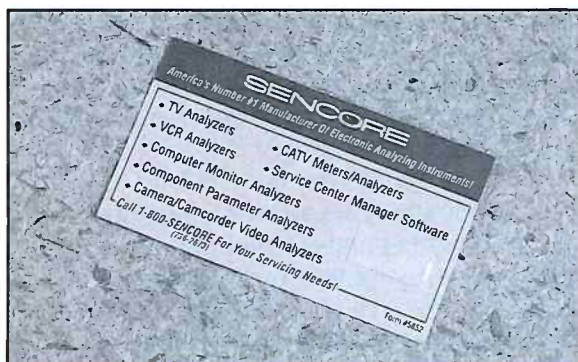 SENCORE
America's Number #1 Manufacturer Of Electronic Analyzing Instruments!
• TV Analyzers
• VCR Analyzers
• Computer Monitor Analyzers
• Component Parameter Analyzers
• Camera/Camcorder Video Analyzers
• CATV Meters/Analyzers
• Service Center Manager Software
Call 1-800-SENCORE For Your Servicing Needs!
(736-2673)
Form #5852